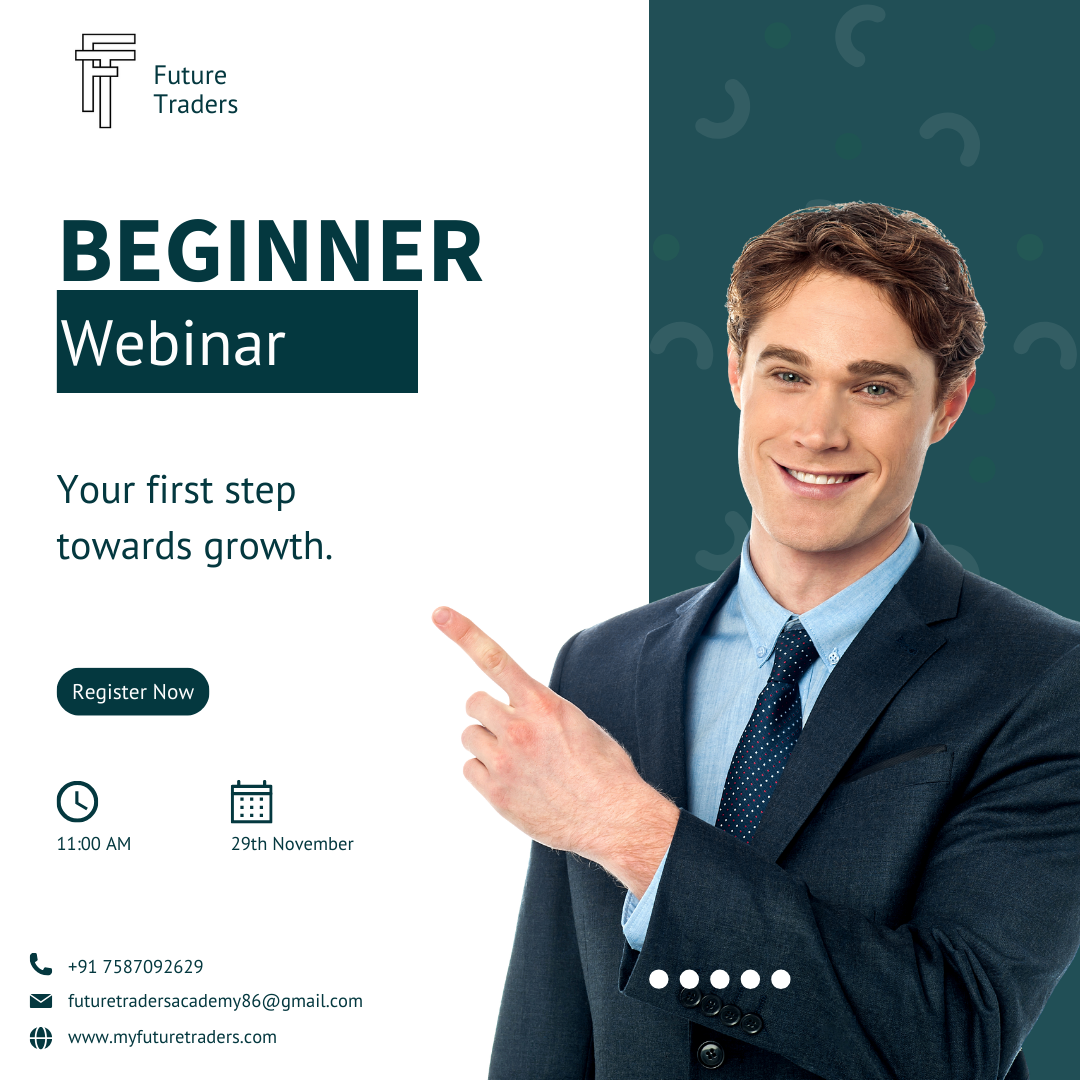 Future
Traders
BEGINNER
Webinar
Your first step
towards growth.
Register Now
11:00 AM
29th November
+91 7587092629
futuretradersacademy86@gmail.com
www.myfuturetraders.com